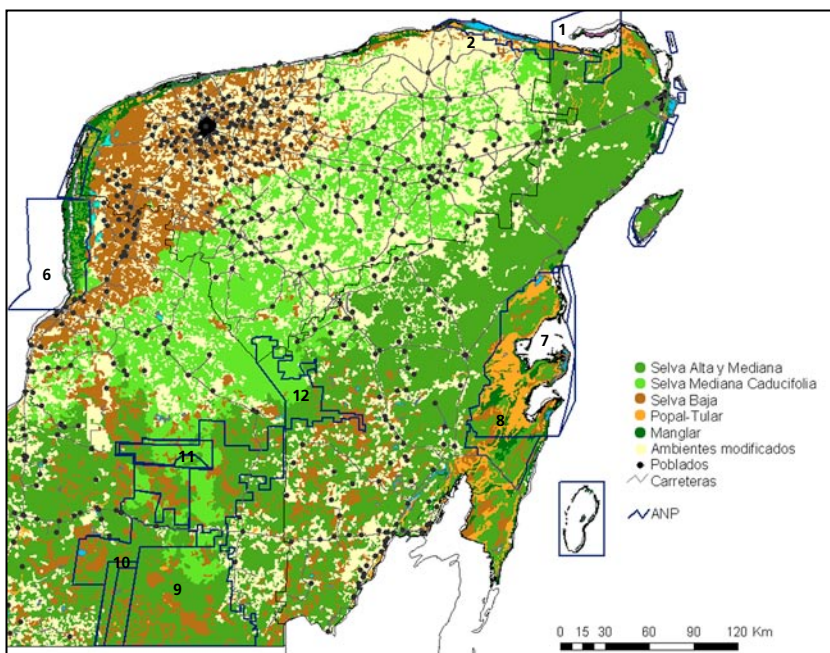 1
2
6
7
8
12
11
10
9
Selva Alta y Mediana
Selva Mediana Caducifolia
Selva Baja
Popal-Tular
Manglar
Ambientes modificados
Poblados
Carreteras
ANP
0 15 30 60 90 120 Km